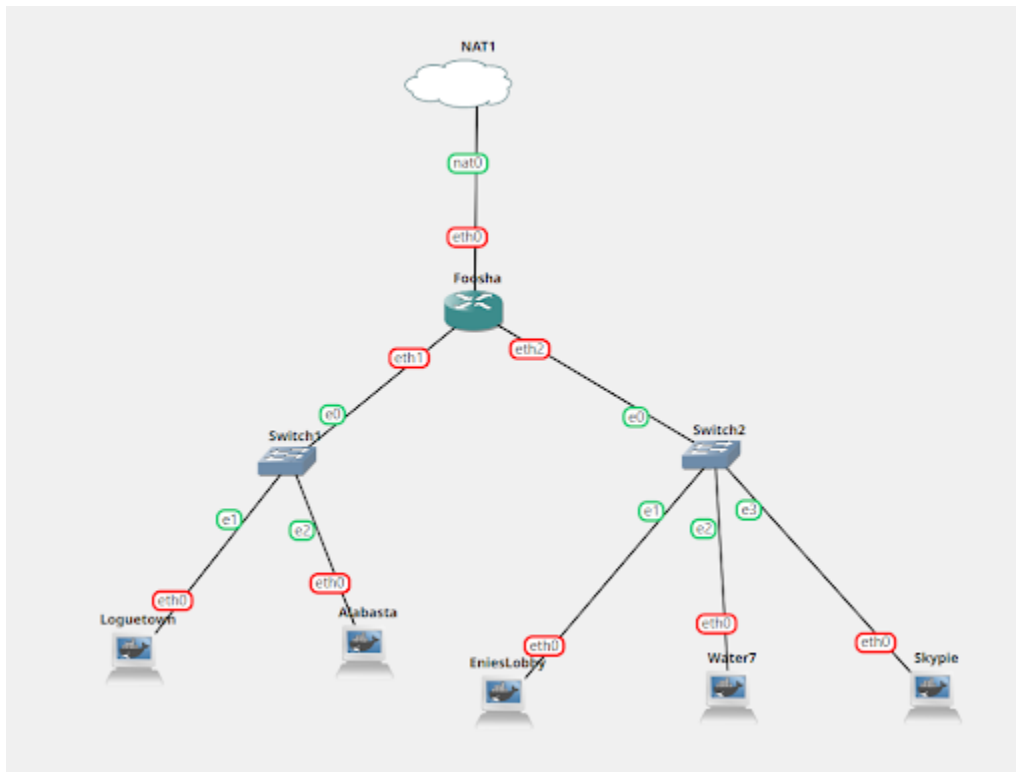 NAT1
nat0
eth0
Foosha
eth1
eth2
e0
e0
Switch1
Switch2
e1
e2
e1
e2
e3
eth0
eth0
Loguetown
Alabasta
eth0
eth0
eth0
EniesLobby
Water7
Skypie